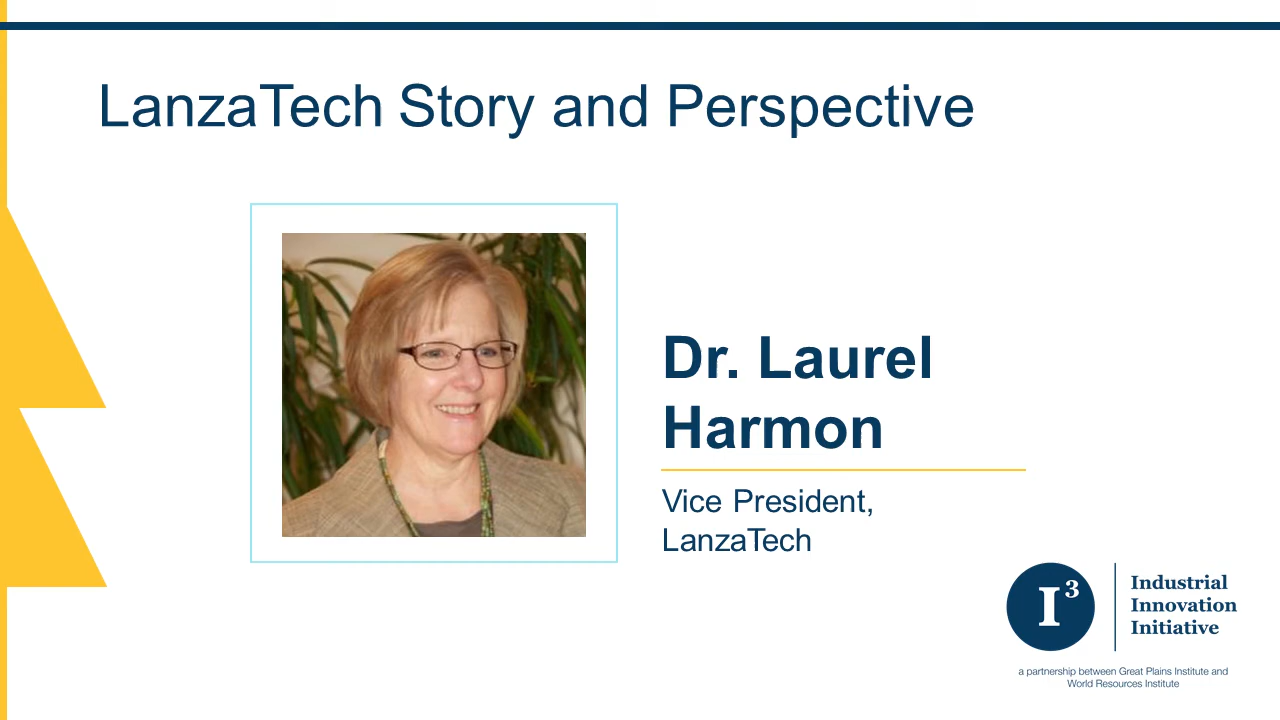 LanzaTech Story and Perspective
Dr. Laurel
Harmon
Vice President,
LanzaTech
I³
Industrial
Innovation
Initiative
a partnership between Great Plains Institute and
World Resources Institute